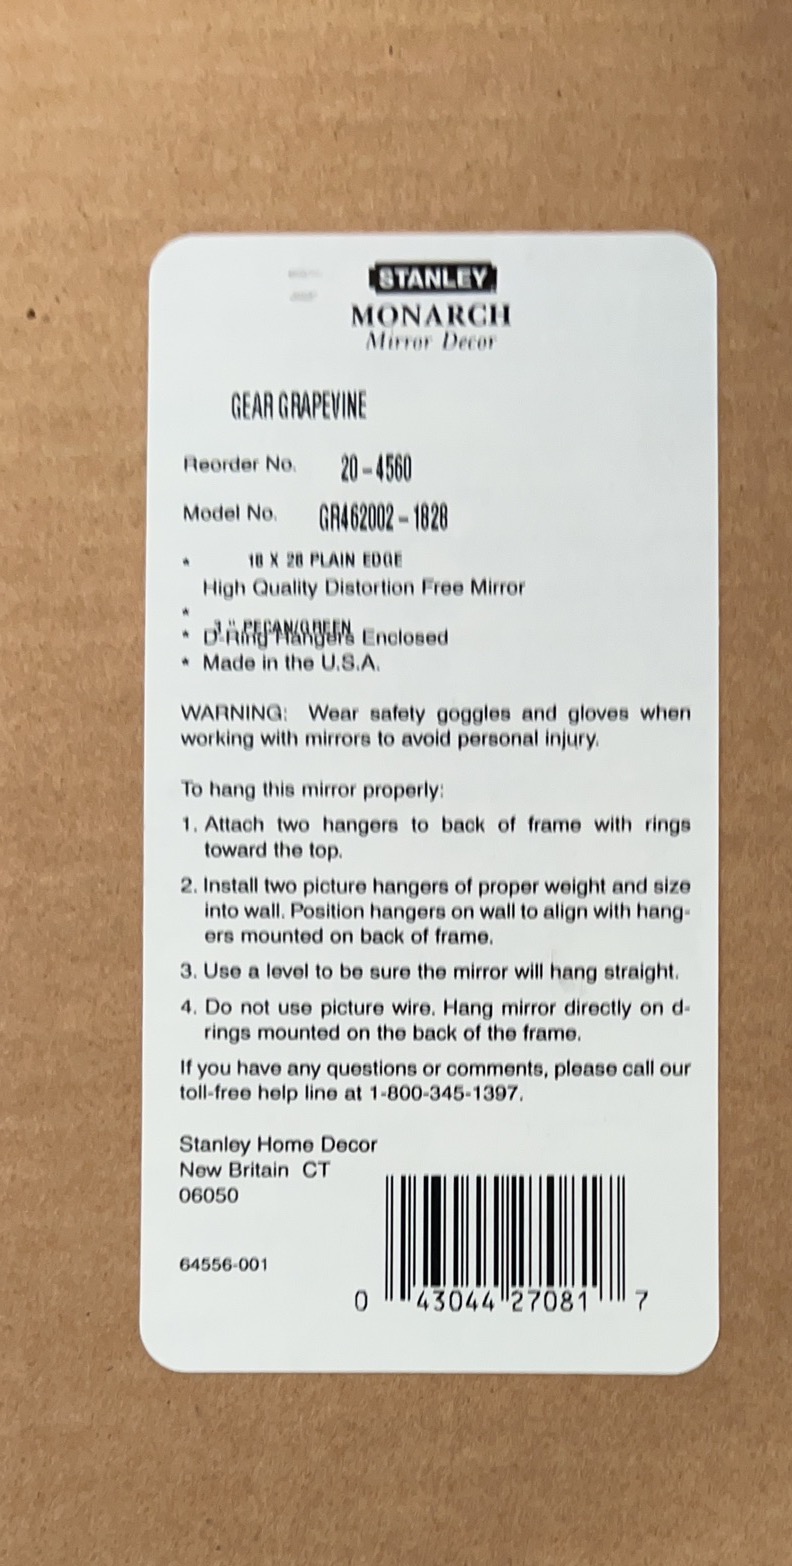 STANLEY
MONARCH
Mirror Decor
GEAR GRAPEVINE
Reorder No. 20-4560
Model No. GR462002-1828
* 18 X 28 PLAIN EDGE
High Quality Distortion Free Mirror
*
3" PECAN/GREEN
* D-Ring Hangers Enclosed
* Made in the U.S.A.
WARNING: Wear safety goggles and gloves when
working with mirrors to avoid personal injury.
To hang this mirror properly:
1. Attach two hangers to back of frame with rings
toward the top.
2. Install two picture hangers of proper weight and size
into wall. Position hangers on wall to align with hang-
ers mounted on back of frame.
3. Use a level to be sure the mirror will hang straight.
4. Do not use picture wire. Hang mirror directly on d-
rings mounted on the back of the frame.
If you have any questions or comments, please call our
toll-free help line at 1-800-345-1397.
Stanley Home Decor
New Britain CT
06050
64556-001
0 43044 27081 7